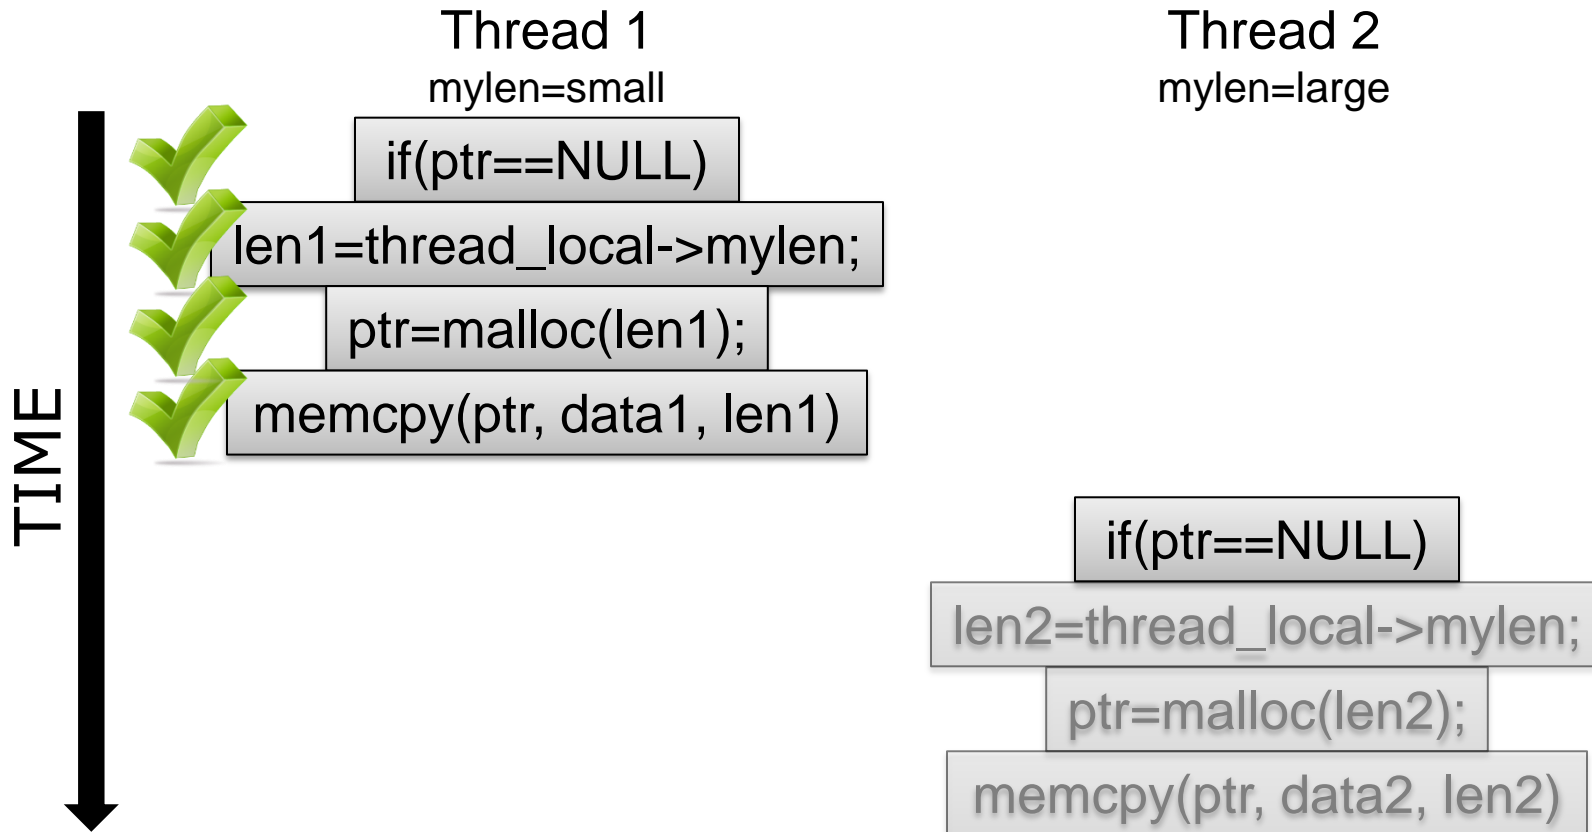 Thread 1
mylen=small
if(ptr==NULL)
len1=thread_local->mylen;
ptr=malloc(len1);
memcpy(ptr, data1, len1)
TIME
Thread 2
mylen=large
if(ptr==NULL)
len2=thread_local->mylen;
ptr=malloc(len2);
memcpy(ptr, data2, len2)